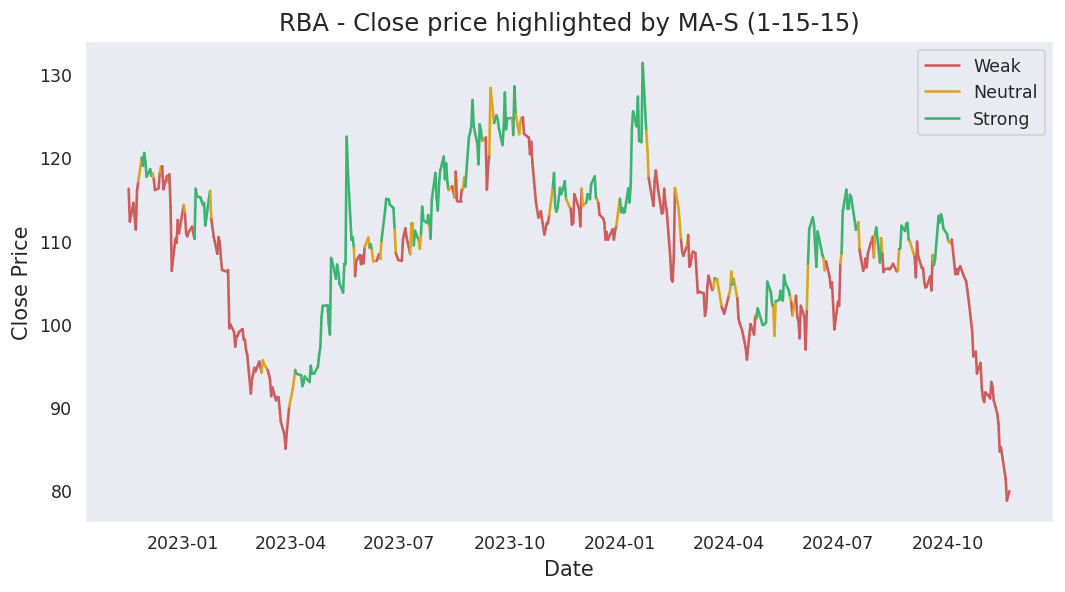 RBA - Close price highlighted by MA-S (1-15-15)
Weak
Neutral
Strong
Close Price
130
120
110
100
90
80
2023-01 2023-04 2023-07 2023-10 2024-01 2024-04 2024-07 2024-10
Date